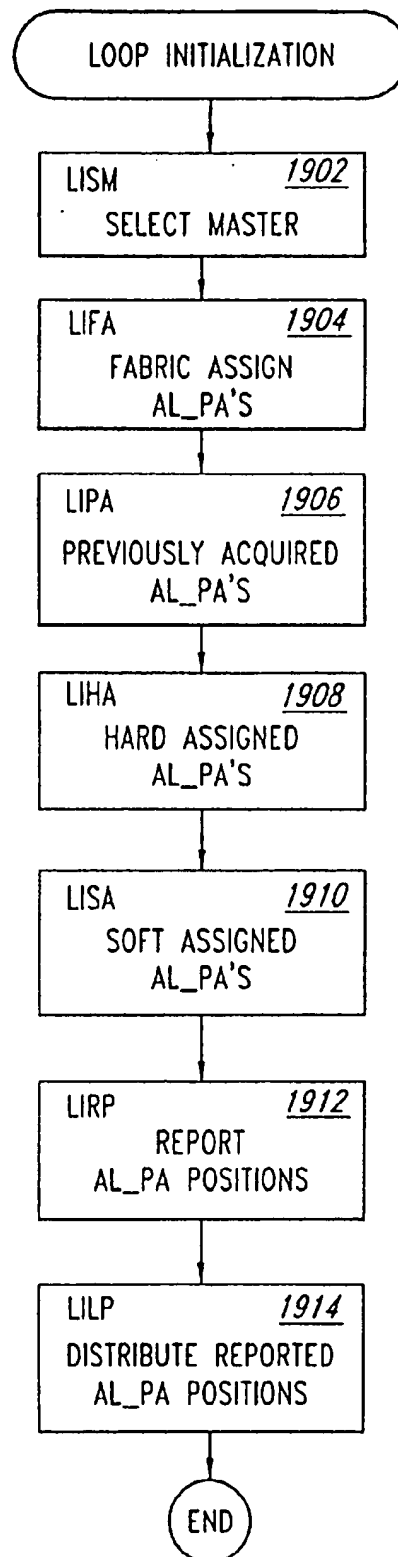 LOOP INITIALIZATION
LISM 1902
SELECT MASTER
LIFA 1904
FABRIC ASSIGN
AL_PA'S
LIPA 1906
PREVIOUSLY ACQUIRED
AL_PA'S
LIHA 1908
HARD ASSIGNED
AL_PA'S
LISA 1910
SOFT ASSIGNED
AL_PA'S
LIRP 1912
REPORT
AL_PA POSITIONS
LILP 1914
DISTRIBUTE REPORTED
AL_PA POSITIONS
END